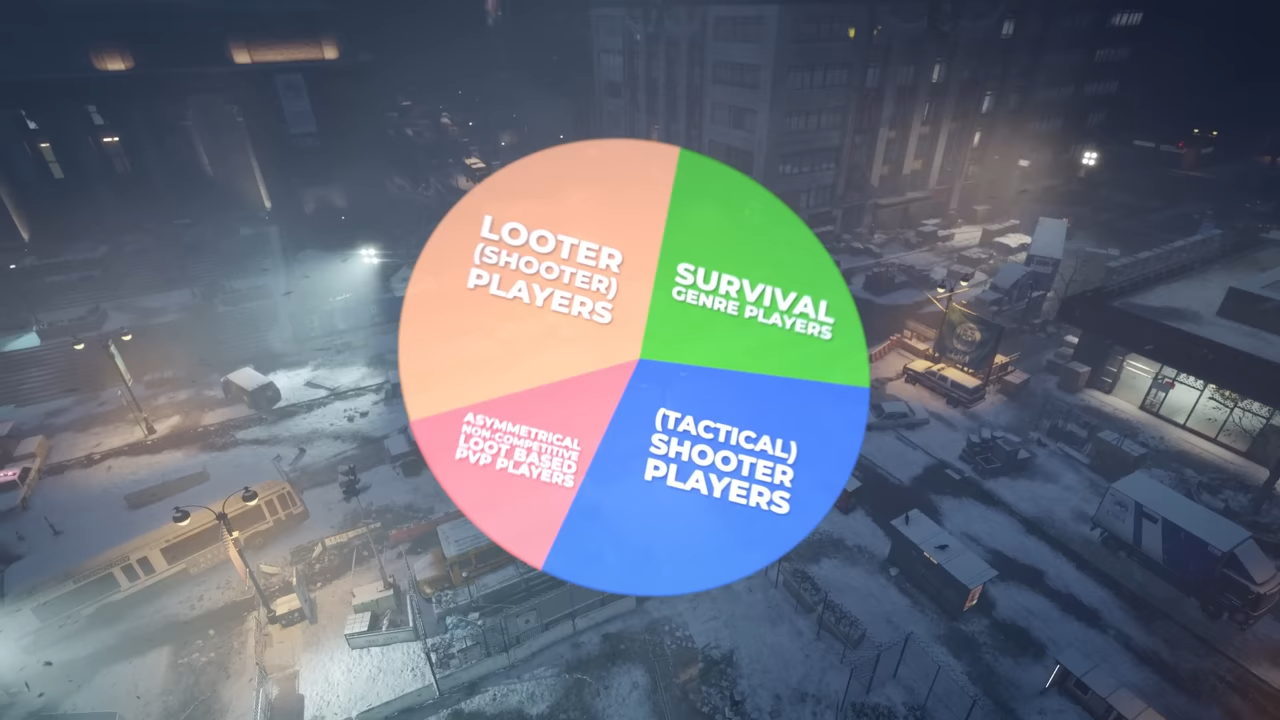 LOOTER
(SHOOTER)
PLAYERS
SURVIVAL
GENRE PLAYERS
ASYMMETRICAL
NON-COMPETITIVE
LOOT BASED
PVP PLAYERS
(TACTICAL)
SHOOTER
PLAYERS